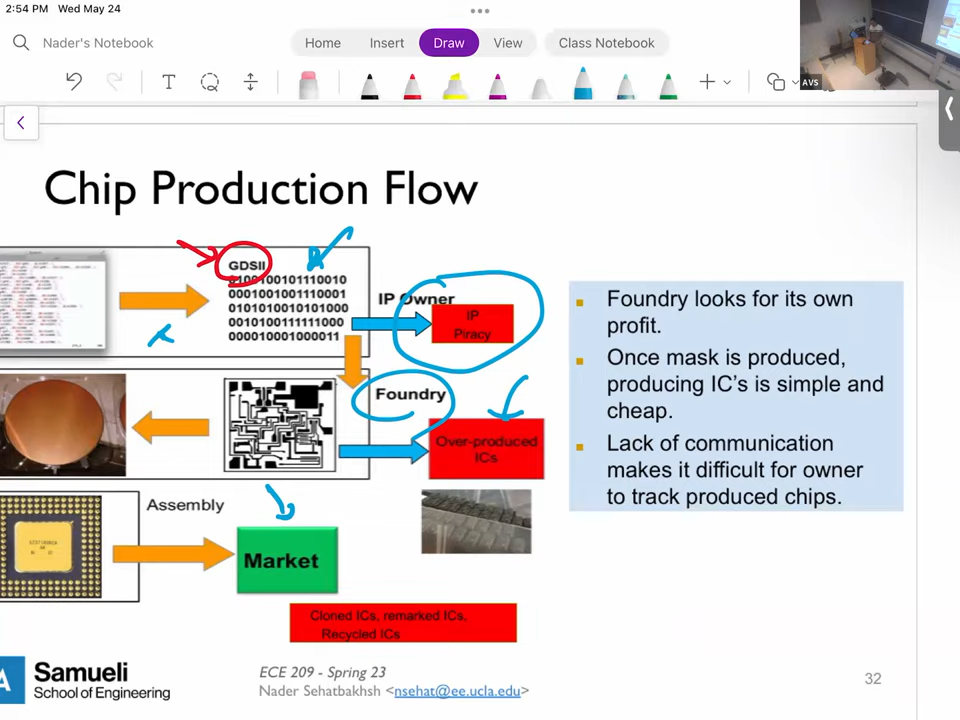 2:54 PM Wed May 24
Nader's Notebook
Home
Insert
Draw
View
Class Notebook
AVS
Chip Production Flow
GDSII
0100100101110010
0001001001110001
0101010010101000
0010100111111000
0000100001000011
IP Owner
IP
Piracy
Foundry
Over-produced
ICs
Assembly
Market
Cloned ICs, remarked ICs,
Recycled ICs
Foundry looks for its own
profit.
Once mask is produced,
producing IC's is simple and
cheap.
Lack of communication
makes it difficult for owner
to track produced chips.
A
Samueli
School of Engineering
ECE 209 - Spring 23
Nader Sehatbakhsh <nsehat@ee.ucla.edu>
32